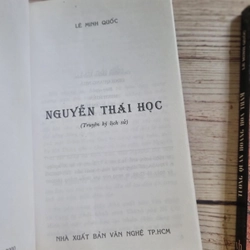 LÊ MINH QUỐC
NGUYỄN THÁI HỌC
(Truyện ký lịch sử)
NHÀ XUẤT BẢN VĂN NGHỆ TP.HCM